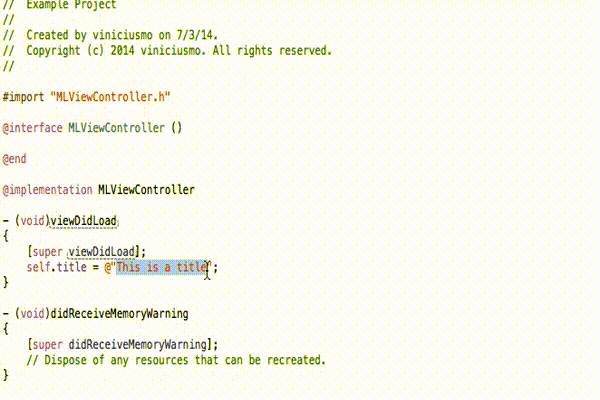 //  Example Project
//
//  Created by viniciusmo on 7/3/14.
//  Copyright (c) 2014 viniciusmo. All rights reserved.
//
#import "MLViewController.h"
@interface MLViewController ()
@end
@implementation MLViewController
- (void)viewDidLoad
{
    [super viewDidLoad];
    self.title = @"This is a title";
}
- (void)didReceiveMemoryWarning
{
    [super didReceiveMemoryWarning];
    // Dispose of any resources that can be recreated.
}